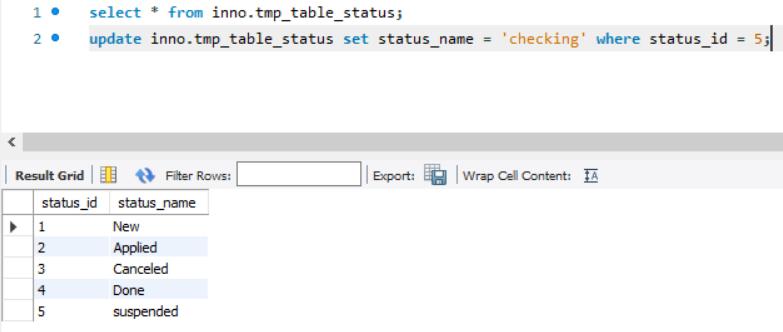 1 select * from inno.tmp_table_status;
2 update inno.tmp_table_status set status_name = 'checking' where status_id = 5;
Result Grid Filter Rows: Export: Wrap Cell Content: IA
status_id status_name
1 New
2 Applied
3 Canceled
4 Done
5 suspended